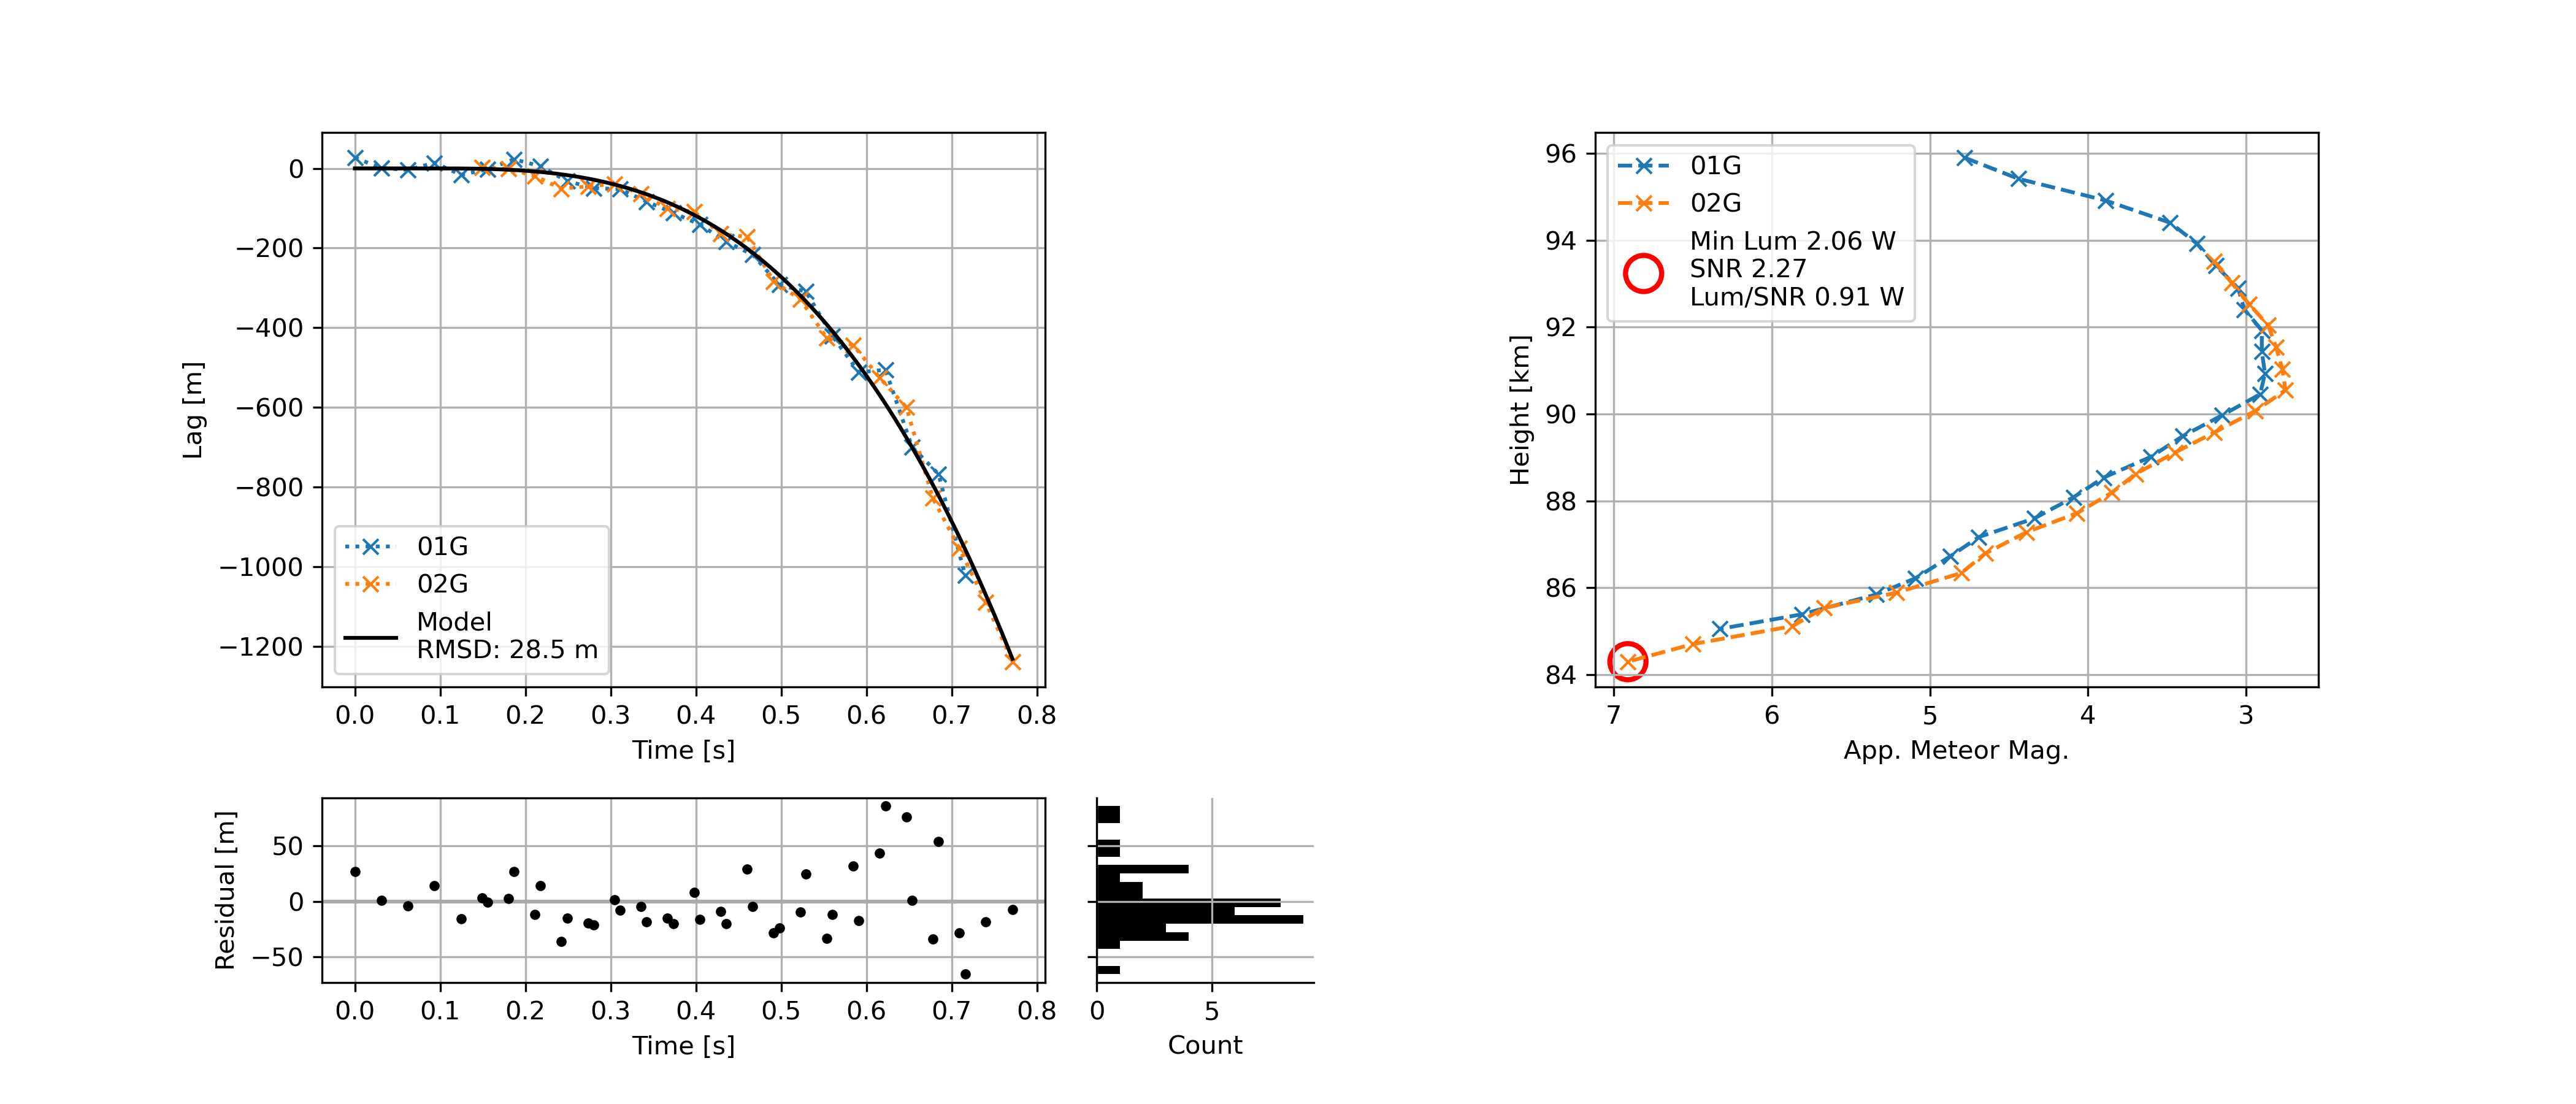 0
−200
−400
−600
−800
−1000
−1200
Lag [m]
01G
02G
Model
RMSD: 28.5 m
0.0 0.1 0.2 0.3 0.4 0.5 0.6 0.7 0.8
Time [s]
96
94
92
90
88
86
84
Height [km]
01G
02G
Min Lum 2.06 W
SNR 2.27
Lum/SNR 0.91 W
7 6 5 4 3
App. Meteor Mag.
50
0
−50
Residual [m]
0.0 0.1 0.2 0.3 0.4 0.5 0.6 0.7 0.8
Time [s]
0 5
Count